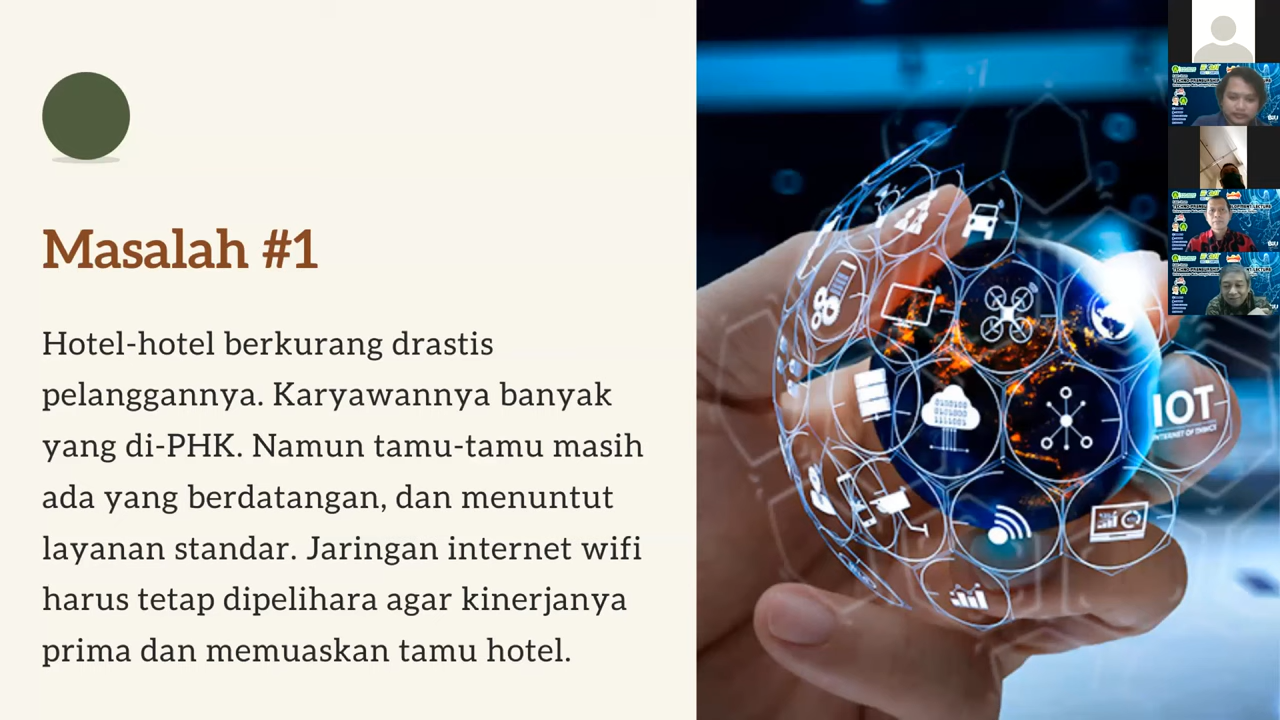 Masalah #1
Hotel-hotel berkurang drastis
pelanggannya. Karyawannya banyak
yang di-PHK. Namun tamu-tamu masih
ada yang berdatangan, dan menuntut
layanan standar. Jaringan internet wifi
harus tetap dipelihara agar kinerjanya
prima dan memuaskan tamu hotel.
IOT
INTERNET OF THINGS